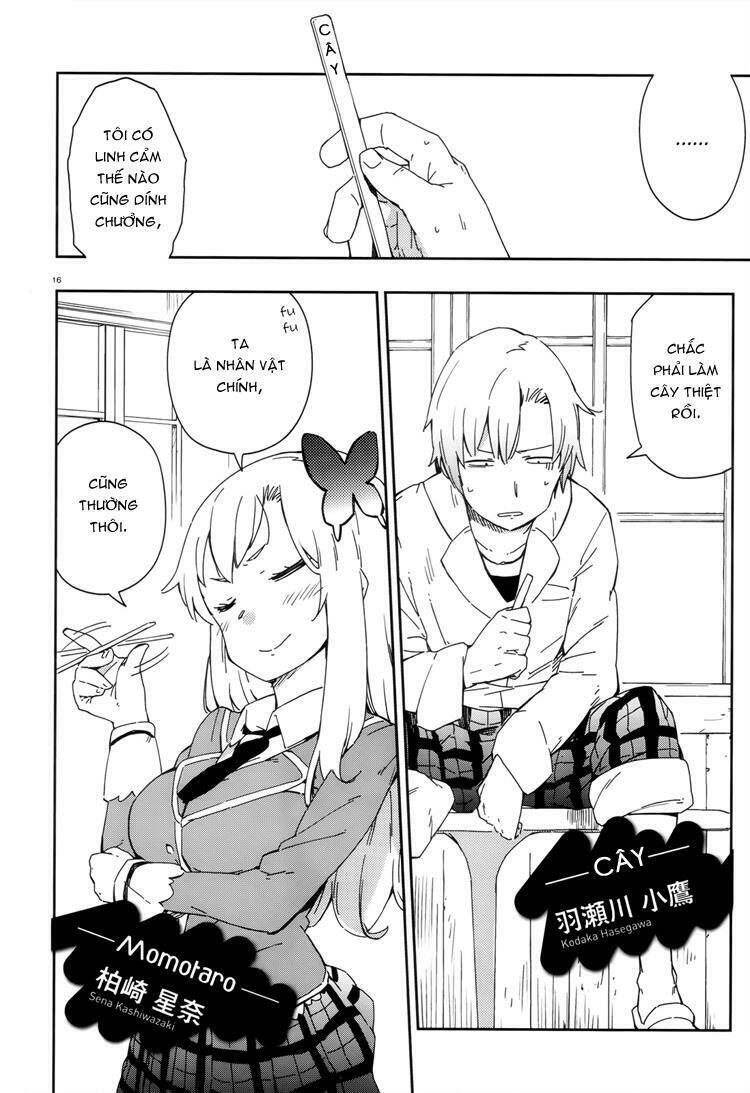 ......
C
Â
Y
TÔI CÓ
LINH CẢM
THẾ NÀO
CŨNG DÍNH
CHƯỞNG,
16
CHẮC
PHẢI LÀM
CÂY THIỆT
RỒI.
CÂY
羽瀬川 小鷹
Kodaka Hasegawa
fu
fu
TA
LÀ NHÂN VẬT
CHÍNH,
CŨNG
THƯỜNG
THÔI.
Momotaro
柏崎 星奈
Sena Kashiwazaki